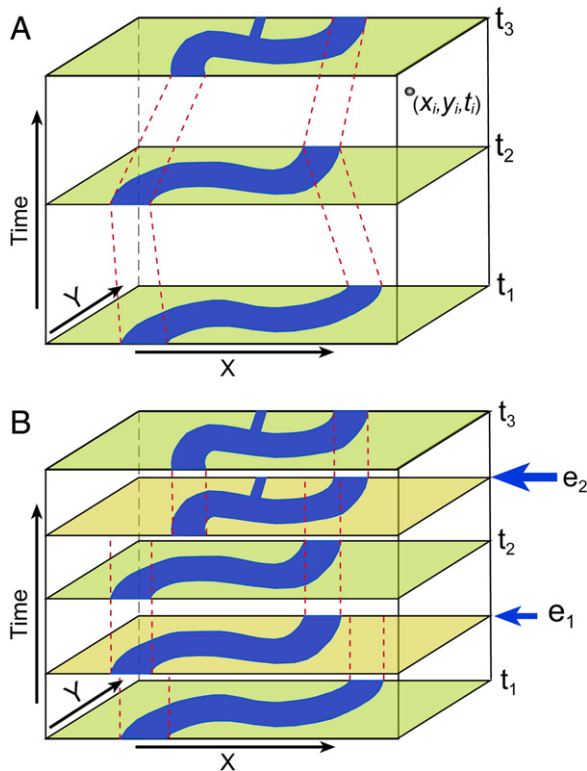 A
t₃
(xᵢ,yᵢ,tᵢ)
t₂
Time
Y
t₁
X
B
t₃
e₂
t₂
Time
e₁
Y
t₁
X